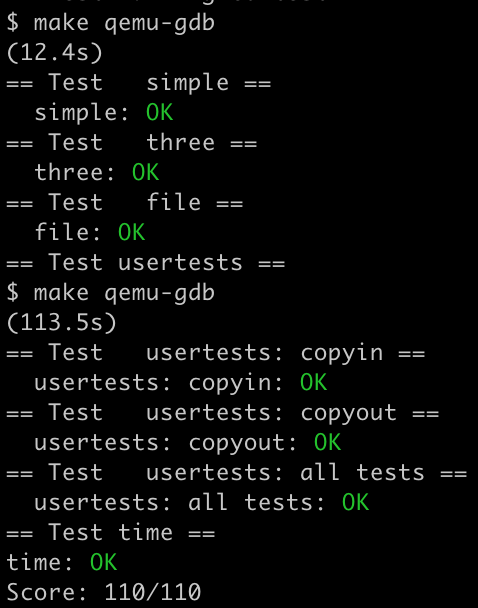 $ make qemu-gdb
(12.4s)
== Test   simple ==
  simple: OK
== Test   three ==
  three: OK
== Test   file ==
  file: OK
== Test usertests ==
$ make qemu-gdb
(113.5s)
== Test   usertests: copyin ==
  usertests: copyin: OK
== Test   usertests: copyout ==
  usertests: copyout: OK
== Test   usertests: all tests ==
  usertests: all tests: OK
== Test time ==
time: OK
Score: 110/110